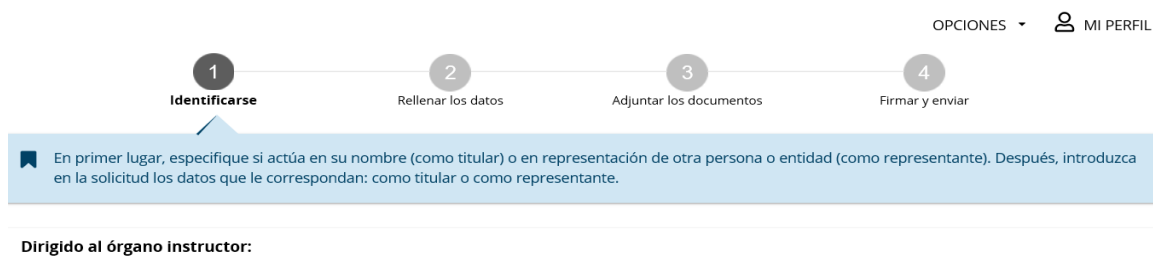 OPCIONES MI PERFIL
1 2 3 4
Identificarse Rellenar los datos Adjuntar los documentos Firmar y enviar
En primer lugar, especifique si actúa en su nombre (como titular) o en representación de otra persona o entidad (como representante). Después, introduzca
en la solicitud los datos que le correspondan: como titular o como representante.
Dirigido al órgano instructor: